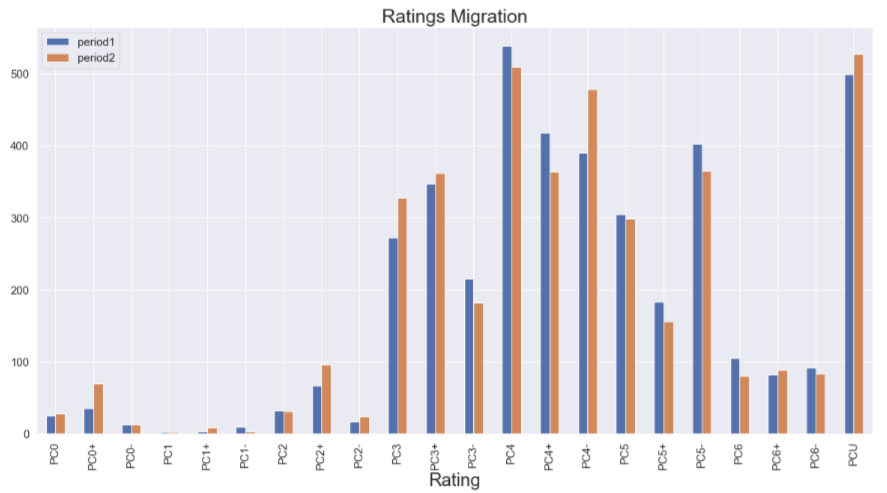 Ratings Migration
period1
period2
500
400
300
200
100
0
PC0
PC0+
PC0-
PC1
PC1+
PC1-
PC2
PC2+
PC2-
PC3
PC3+
PC3-
PC4
PC4+
PC4-
PC5
PC5+
PC5-
PC6
PC6+
PC6-
PCU
Rating